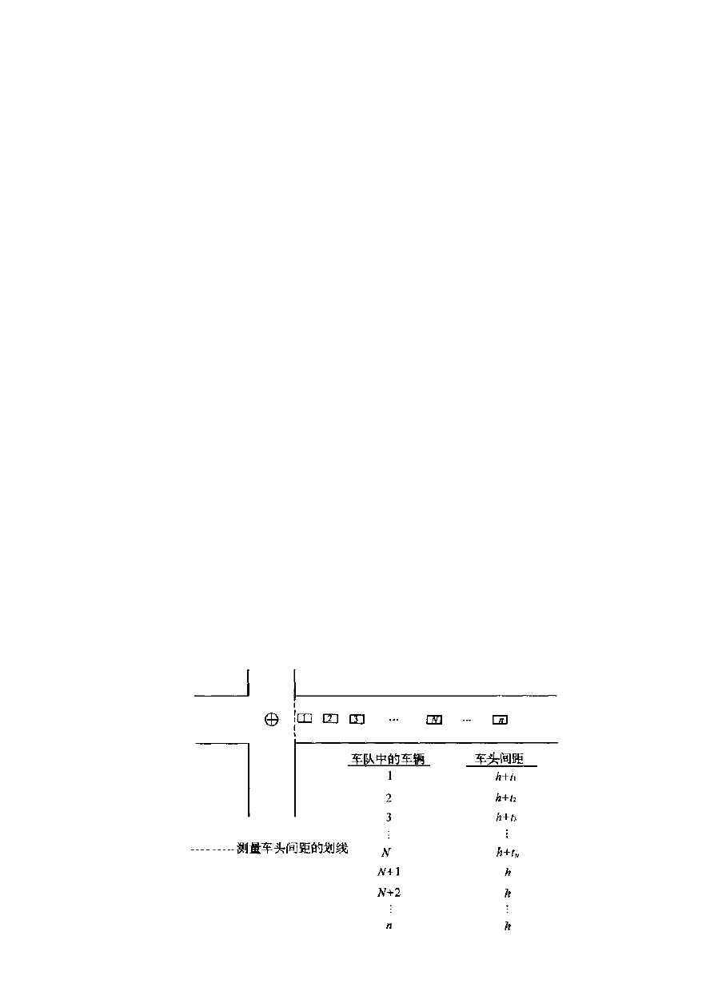 1 2 3 ... N ... n
车队中的车辆 车头间距
1 h+t₁
2 h+t₂
3 h+t₃
⋮ ⋮
-------- 测量车头间距的划线 N h+t_N
N+1 h
N+2 h
⋮ ⋮
n h